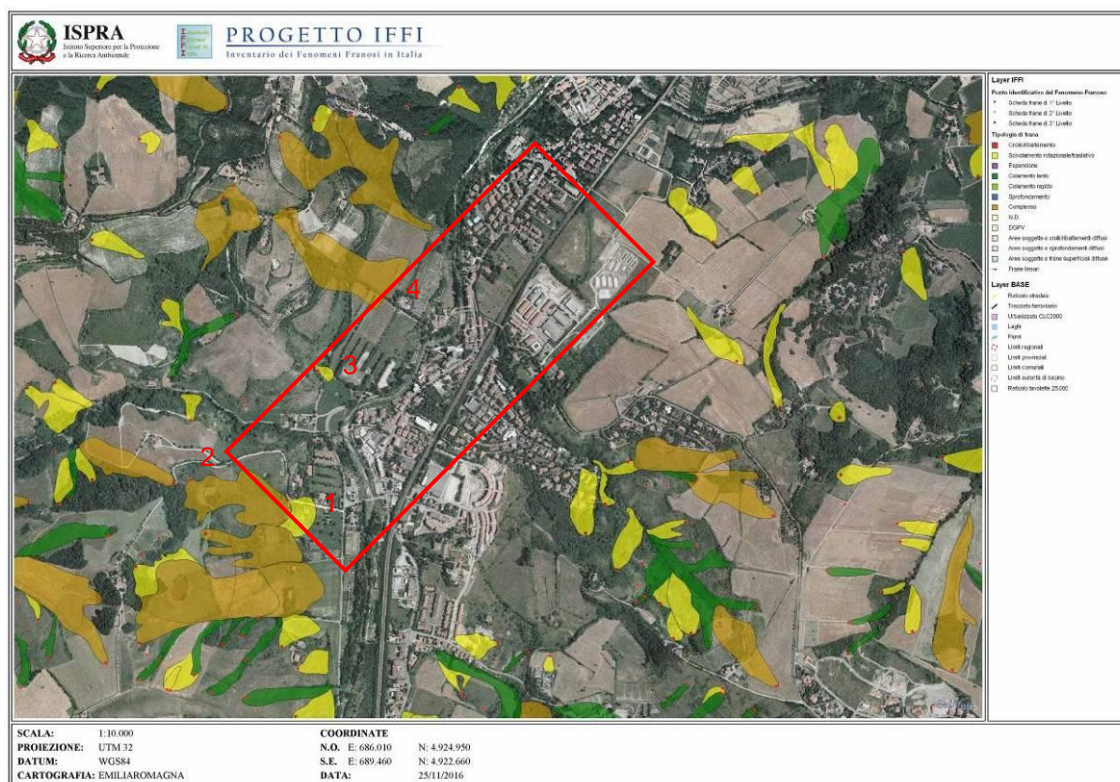 ISPRA
Istituto Superiore per la Protezione
e la Ricerca Ambientale
IFFI
PROGETTO IFFI
Inventario dei Fenomeni Franosi in Italia
4
3
2
1
Layer IFFI
Punto Identificativo del Fenomeno Franoso
Scheda frane di 1° Livello
Scheda frane di 2° Livello
Scheda frane di 3° Livello
Tipologia di frana
Crollo/ribaltamento
Scivolamento rotazionale/traslativo
Espansione
Colamento lento
Colamento rapido
Sprofondamento
Complesso
N.D.
DGPV
Aree soggette a crolli/ribaltamenti diffusi
Aree soggette a sprofondamenti diffusi
Aree soggette a frane superficiali diffuse
Frane lineari
Layer BASE
Reticolo stradale
Tracciato ferroviario
Urbanizzato CLC2000
Laghi
Fiumi
Limiti regionali
Limiti provinciali
Limiti comunali
Limiti autorità di bacino
Reticolo tavolette 25.000
SCALA: 1:10.000
PROIEZIONE: UTM 32
DATUM: WGS84
CARTOGRAFIA: EMILIAROMAGNA
COORDINATE
N.O. E: 686.010 N: 4.924.950
S.E. E: 689.460 N: 4.922.660
DATA: 25/11/2016